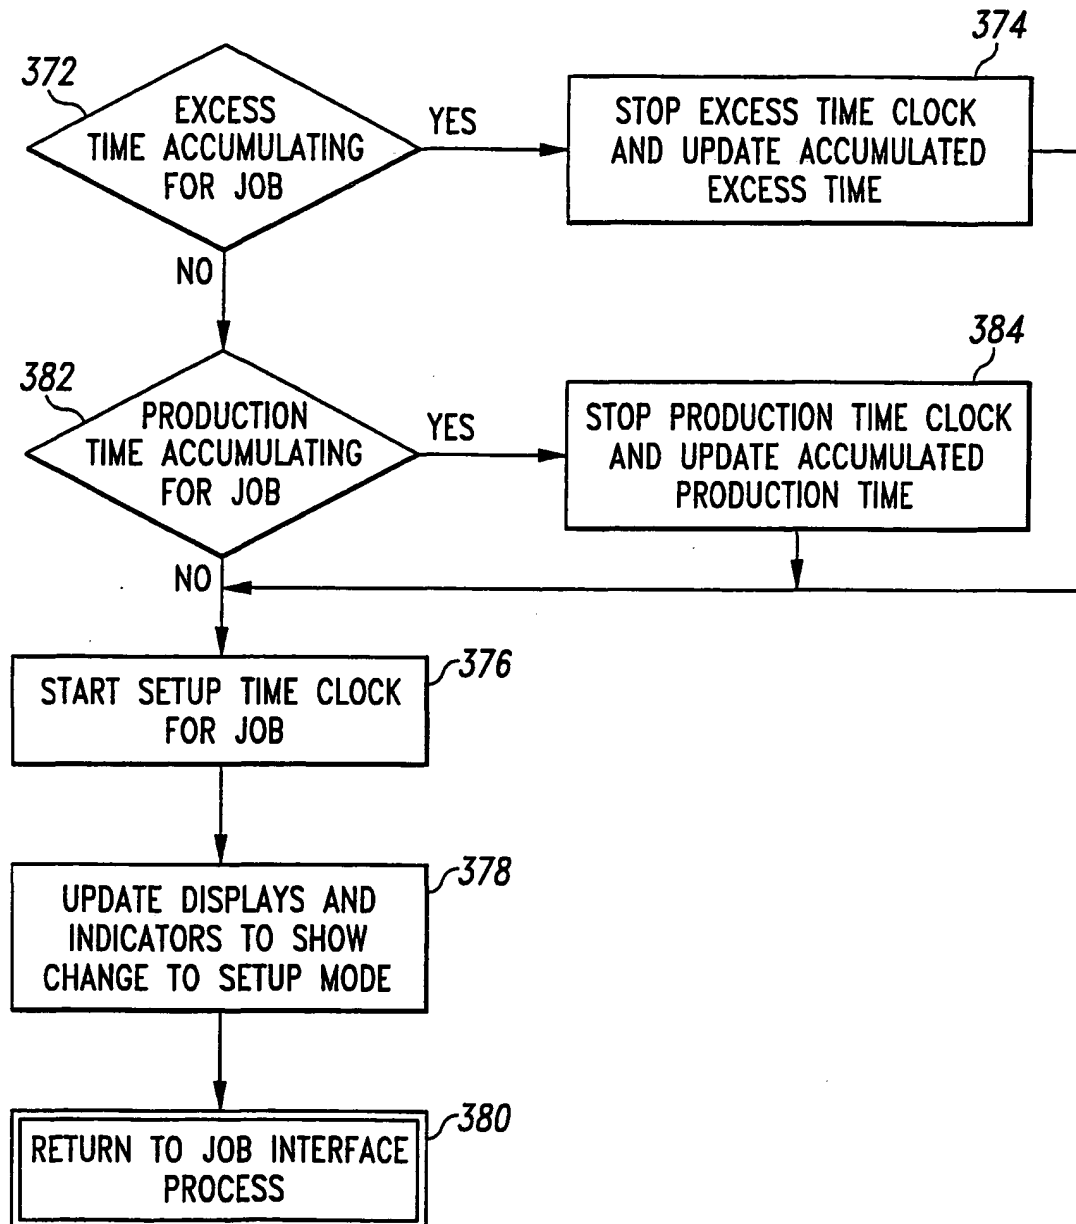 372
EXCESS
TIME ACCUMULATING
FOR JOB
YES
374
STOP EXCESS TIME CLOCK
AND UPDATE ACCUMULATED
EXCESS TIME
NO
382
PRODUCTION
TIME ACCUMULATING
FOR JOB
YES
384
STOP PRODUCTION TIME CLOCK
AND UPDATE ACCUMULATED
PRODUCTION TIME
NO
376
START SETUP TIME CLOCK
FOR JOB
378
UPDATE DISPLAYS AND
INDICATORS TO SHOW
CHANGE TO SETUP MODE
380
RETURN TO JOB INTERFACE
PROCESS